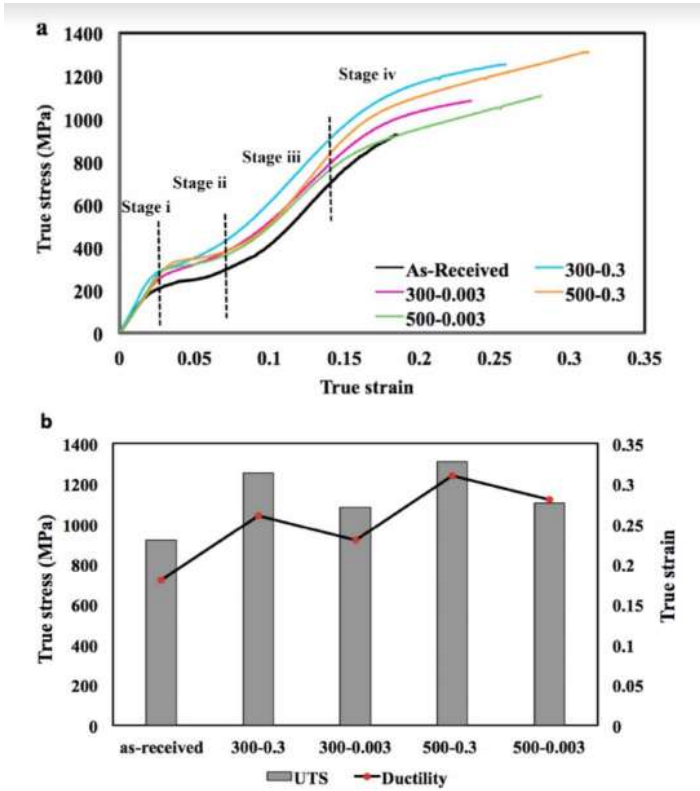 a
1400
1200
1000
800
600
400
200
0
True stress (MPa)
Stage i
Stage ii
Stage iii
Stage iv
As-Received
300-0.3
300-0.003
500-0.3
500-0.003
0 0.05 0.1 0.15 0.2 0.25 0.3 0.35
True strain
b
1400
1200
1000
800
600
400
200
0
True stress (MPa)
0.35
0.3
0.25
0.2
0.15
0.1
0.05
0
True strain
as-received 300-0.3 300-0.003 500-0.3 500-0.003
UTS Ductility